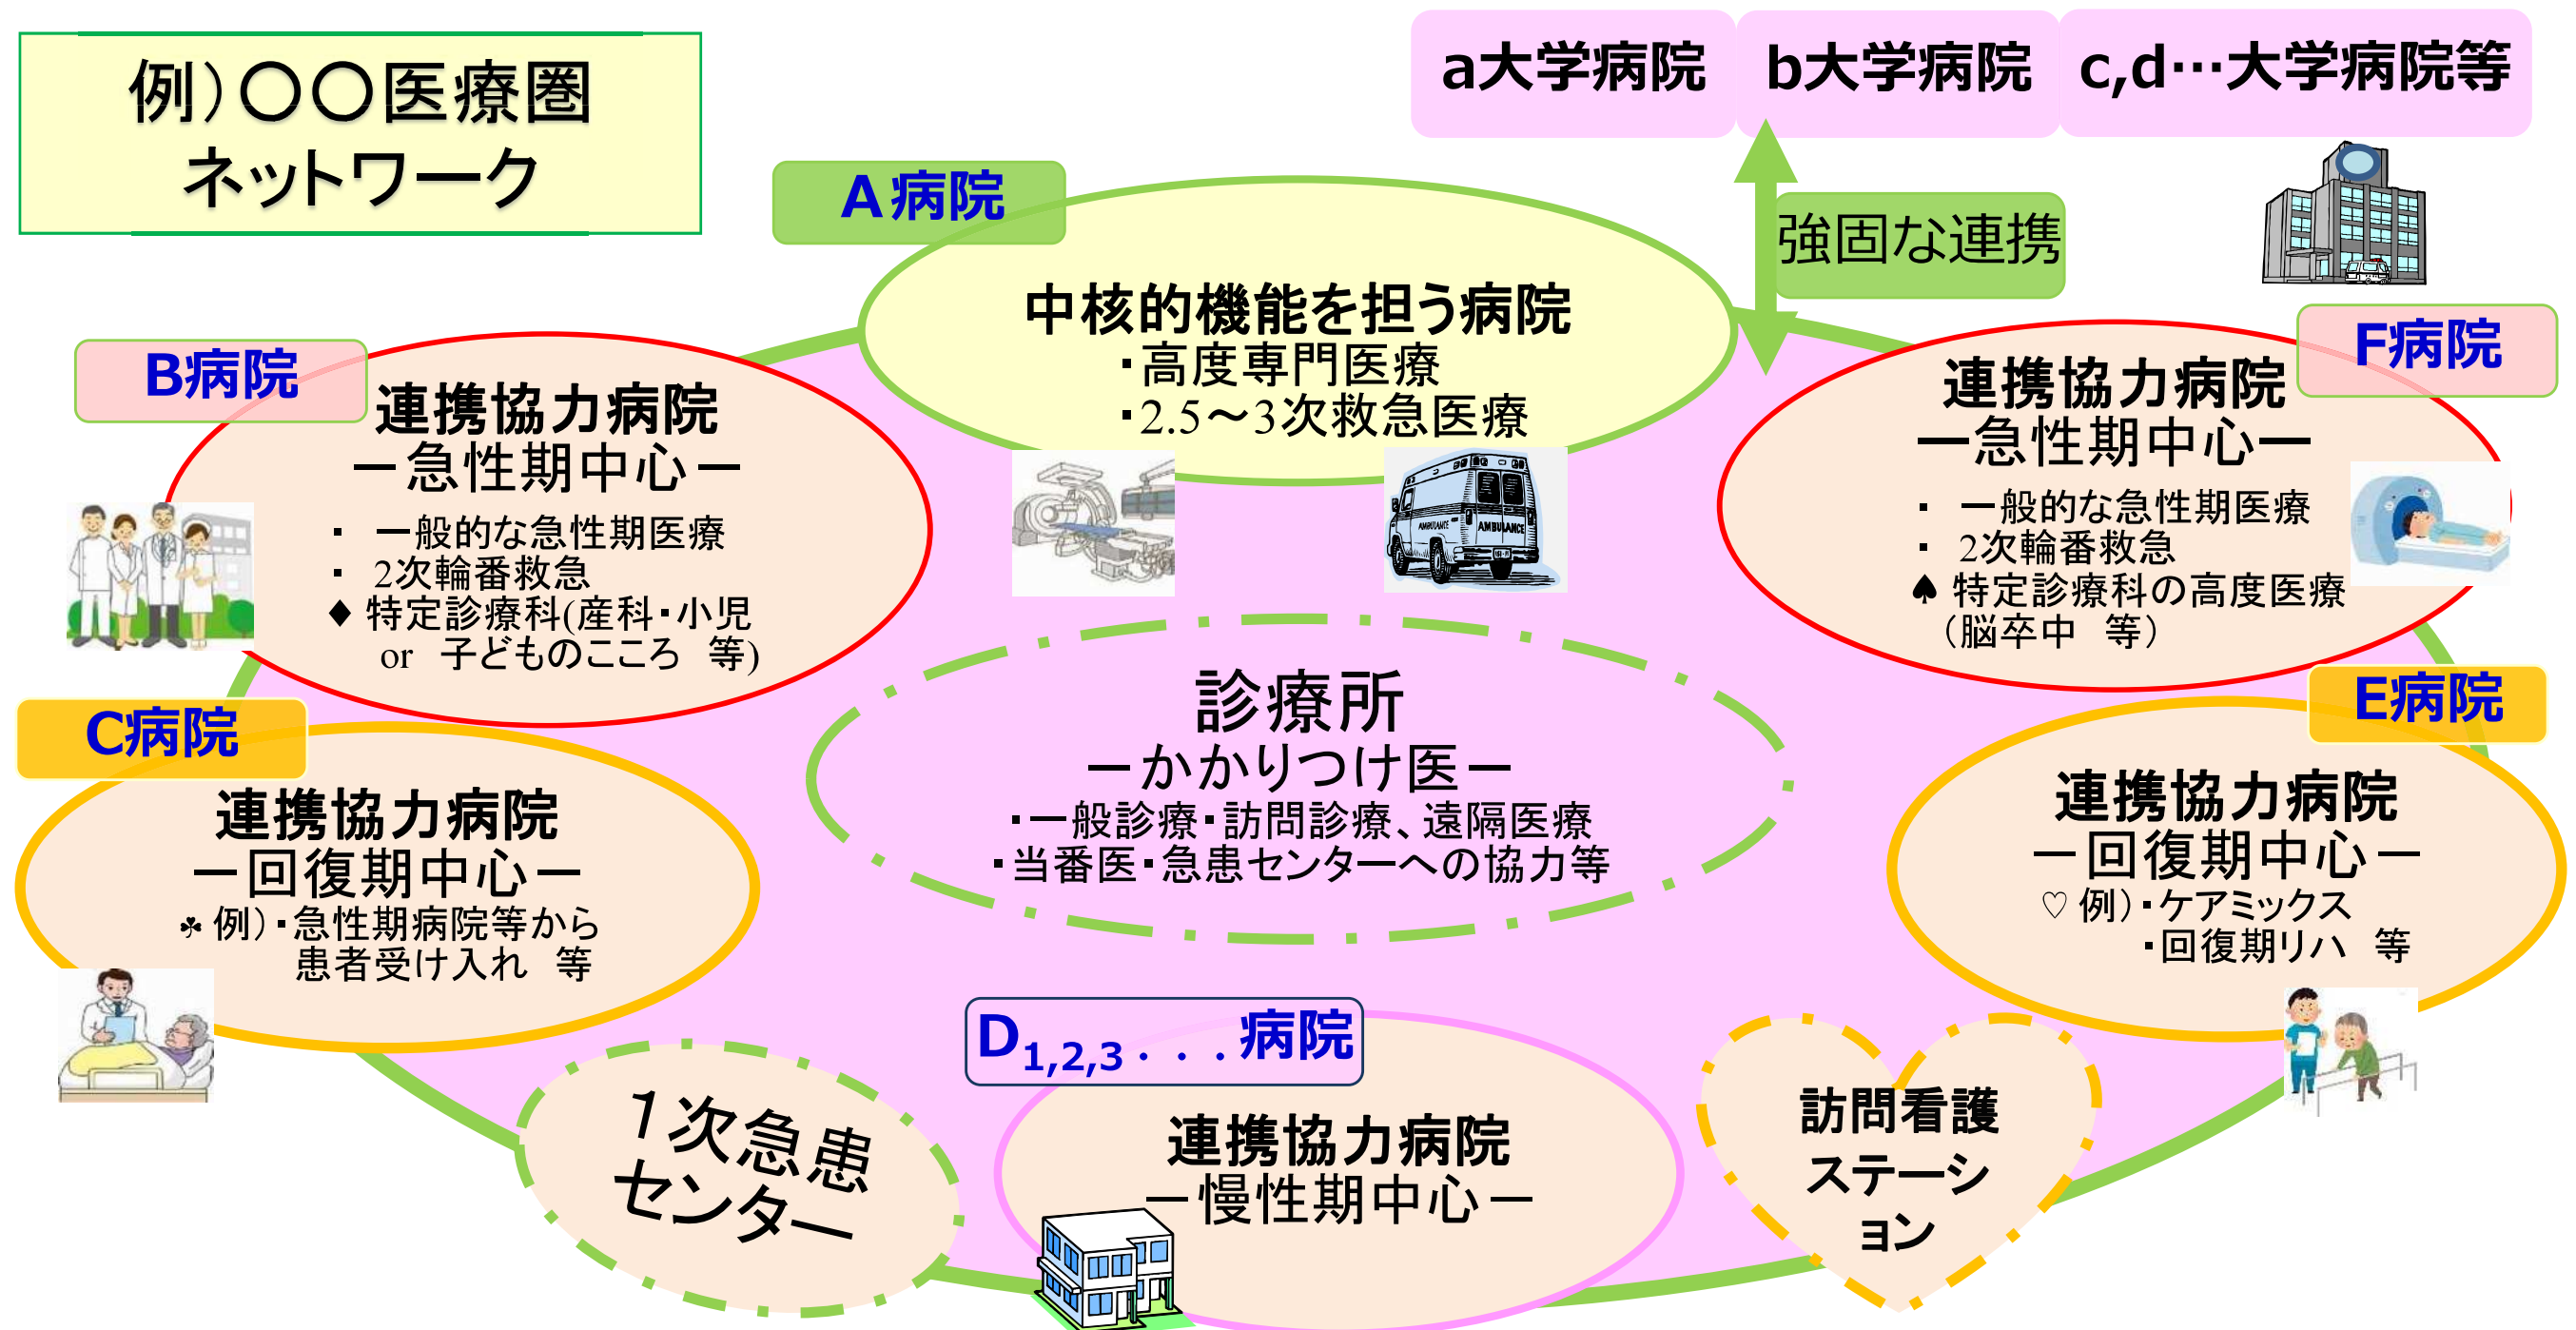 例）〇〇医療圏
ネットワーク
a大学病院
b大学病院
c,d…大学病院等
強固な連携
A病院
中核的機能を担う病院
・高度専門医療
・2.5～3次救急医療
B病院
連携協力病院
－急性期中心－
・ 一般的な急性期医療
・ 2次輪番救急
♦ 特定診療科(産科・小児
or 子どものこころ 等)
F病院
連携協力病院
―急性期中心―
・ 一般的な急性期医療
・ 2次輪番救急
♠ 特定診療科の高度医療
（脳卒中 等）
診療所
－かかりつけ医－
・一般診療・訪問診療、遠隔医療
・当番医・急患センターへの協力等
C病院
連携協力病院
－回復期中心－
♣ 例）・急性期病院等から
患者受け入れ 等
E病院
連携協力病院
－回復期中心－
♡ 例）・ケアミックス
・回復期リハ 等
D1,2,3・・・病院
連携協力病院
－慢性期中心－
１次急患
センター
訪問看護
ステーシ
ョン
AMBULANCE
AMBULANCE